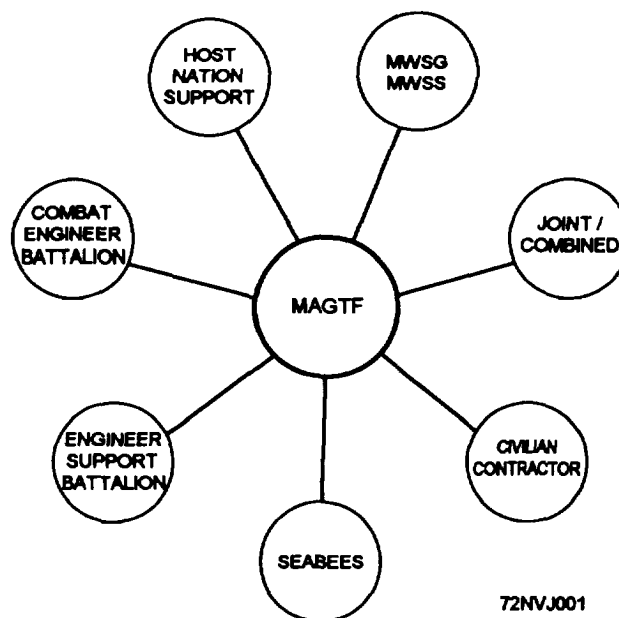 HOST
NATION
SUPPORT
MWSG
MWSS
COMBAT
ENGINEER
BATTALION
JOINT /
COMBINED
MAGTF
ENGINEER
SUPPORT
BATTALION
CIVILIAN
CONTRACTOR
SEABEES
72NVJ001